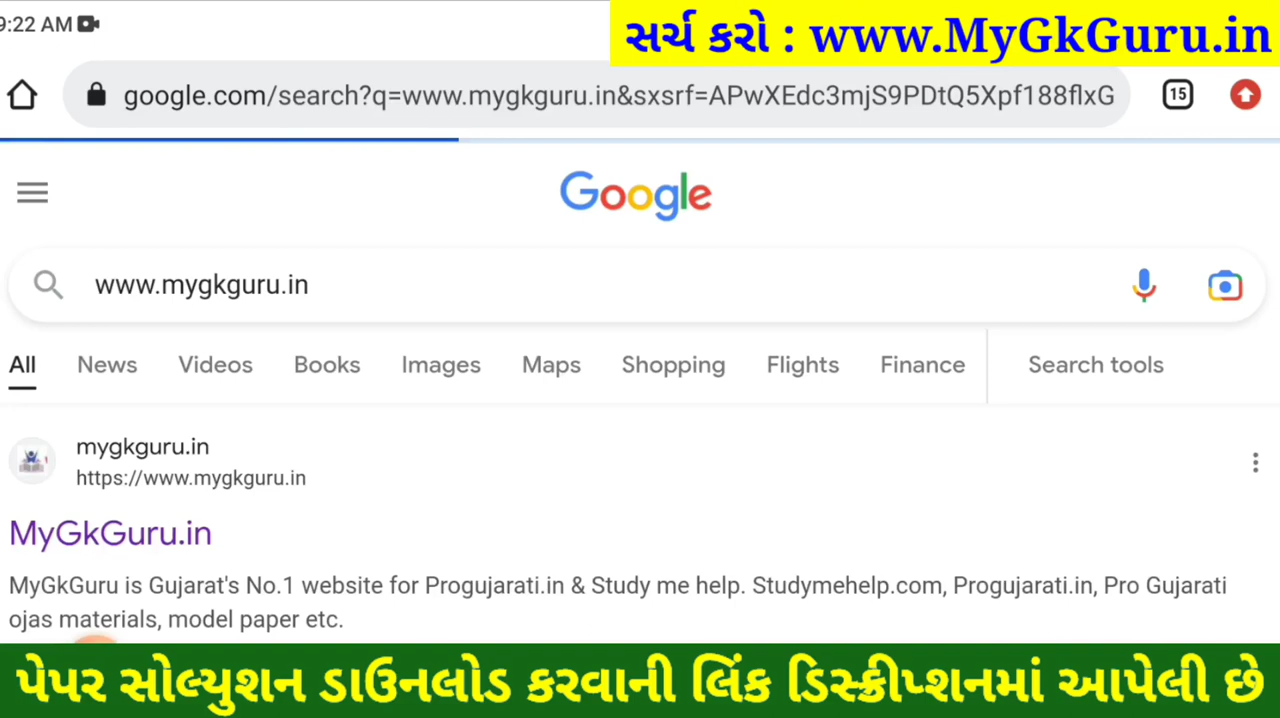 9:22 AM
સર્ચ કરો : www.MyGkGuru.in
google.com/search?q=www.mygkguru.in&sxsrf=APwXEdc3mjS9PDtQ5Xpf188flxG
15
Google
www.mygkguru.in
All News Videos Books Images Maps Shopping Flights Finance Search tools
mygkguru.in
https://www.mygkguru.in
MyGkGuru.in
MyGkGuru is Gujarat's No.1 website for Progujarati.in & Study me help. Studymehelp.com, Progujarati.in, Pro Gujarati
ojas materials, model paper etc.
પેપર સોલ્યુશન ડાઉનલોડ કરવાની લિંક ડિસ્ક્રીપ્શનમાં આપેલી છે